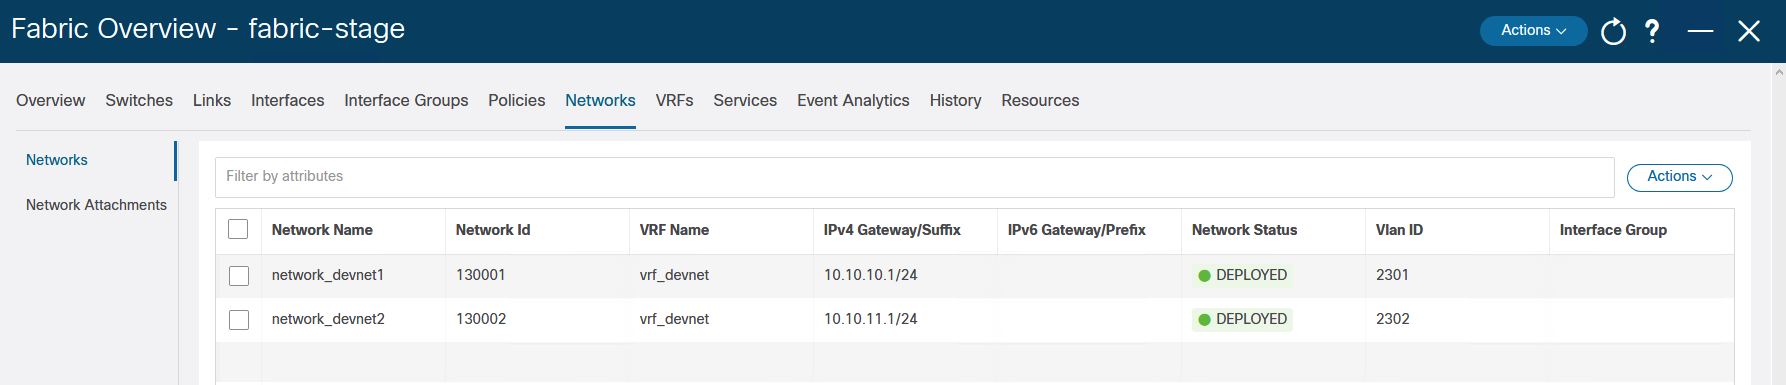 Fabric Overview - fabric-stage
Actions
?
Overview Switches Links Interfaces Interface Groups Policies Networks VRFs Services Event Analytics History Resources
Networks
Network Attachments
Filter by attributes
Actions
Network Name Network Id VRF Name IPv4 Gateway/Suffix IPv6 Gateway/Prefix Network Status Vlan ID Interface Group
network_devnet1 130001 vrf_devnet 10.10.10.1/24 DEPLOYED 2301
network_devnet2 130002 vrf_devnet 10.10.11.1/24 DEPLOYED 2302